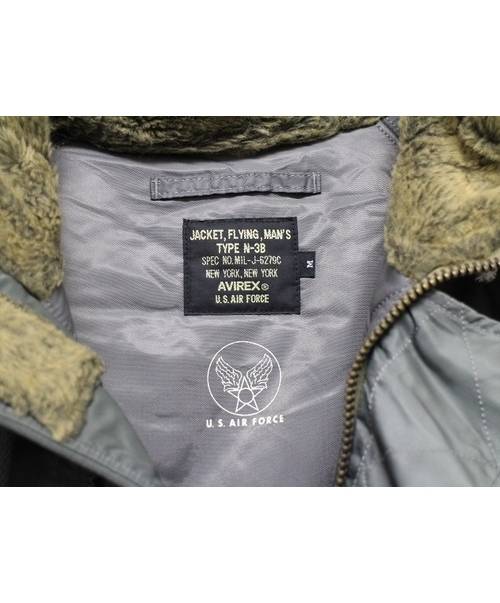 JACKET, FLYING, MAN'S
TYPE N-3B
SPEC NO. MIL-J-6279C
NEW YORK, NEW YORK
AVIREX®
U.S. AIR FORCE
M
U.S. AIR FORCE